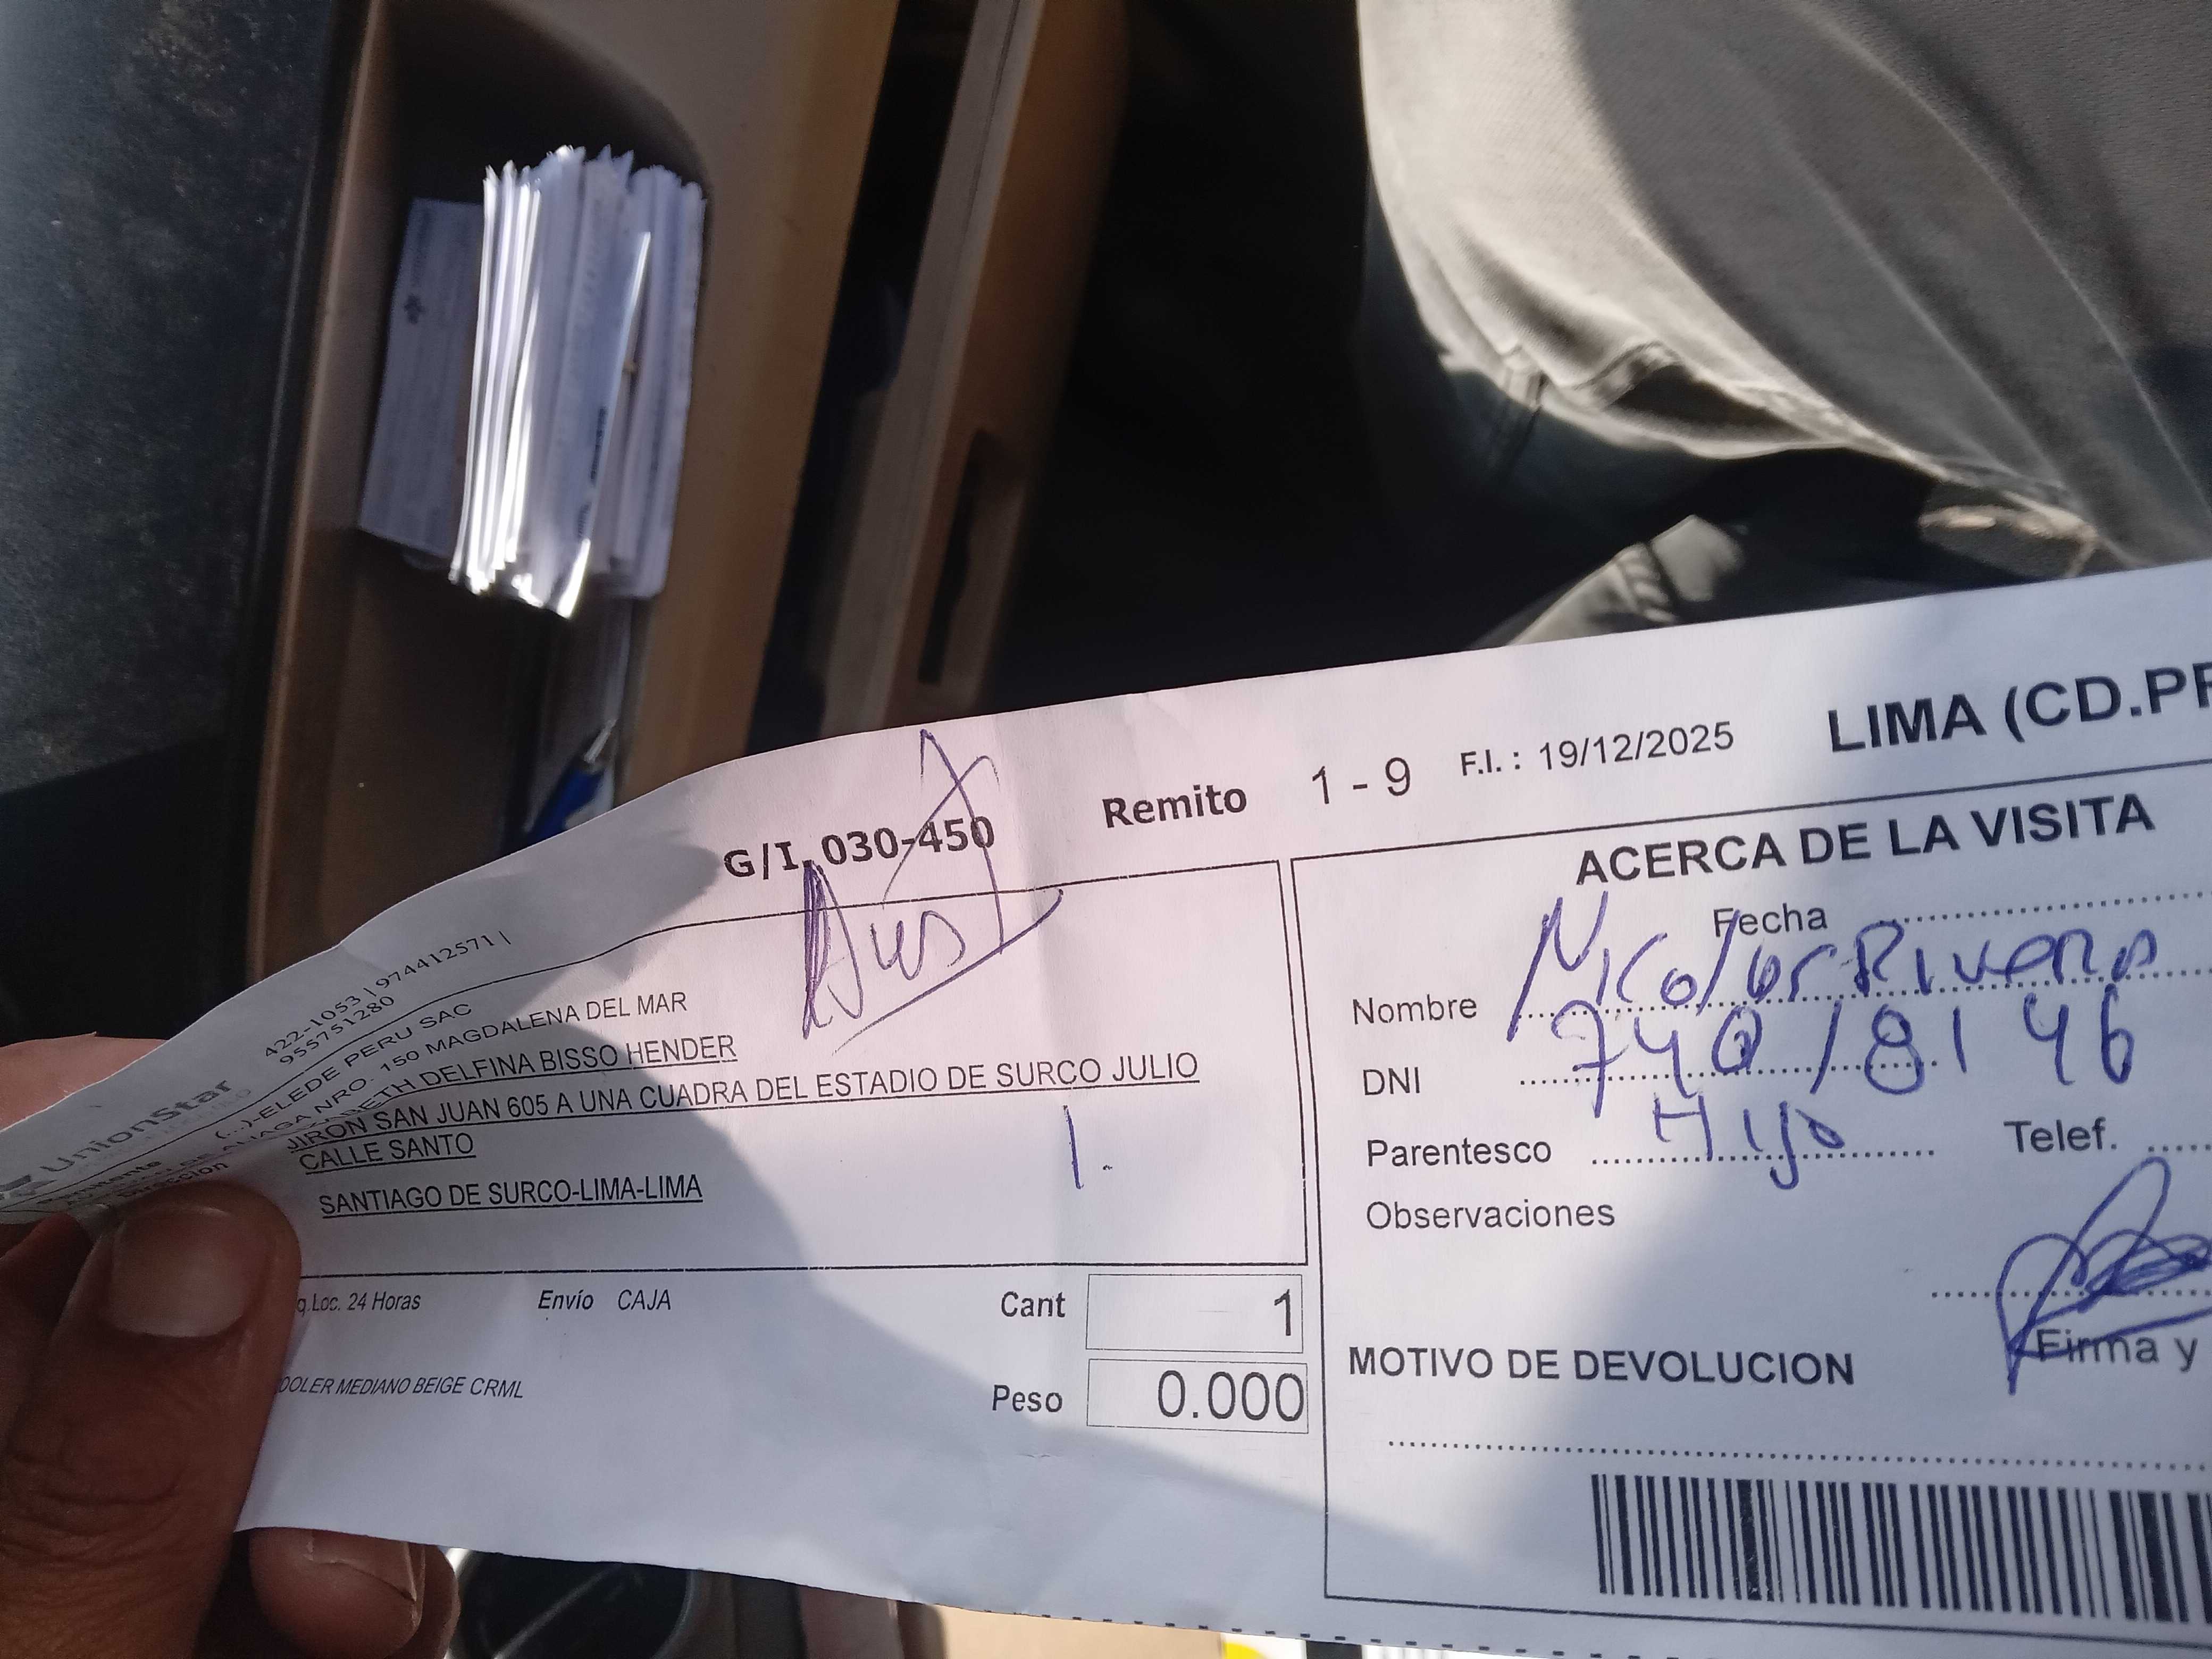 G/I. 030-450 Remito 1 - 9 F.I. : 19/12/2025 LIMA (CD.PR
UnionStar
422-1053 | 974412571 |
955751280
(...)-ELEDE PERU SAC
NRO. 150 MAGDALENA DEL MAR
DELFINA BISSO HENDER
JIRON SAN JUAN 605 A UNA CUADRA DEL ESTADIO DE SURCO JULIO
CALLE SANTO
SANTIAGO DE SURCO-LIMA-LIMA
1.
Loc. 24 Horas Envío CAJA
OOLER MEDIANO BEIGE CRML
Cant 1
Peso 0.000
ACERCA DE LA VISITA
Fecha
Nombre Nicolas Rivera
DNI 74018146
Parentesco Hijo Telef.
Observaciones
Firma y
MOTIVO DE DEVOLUCION